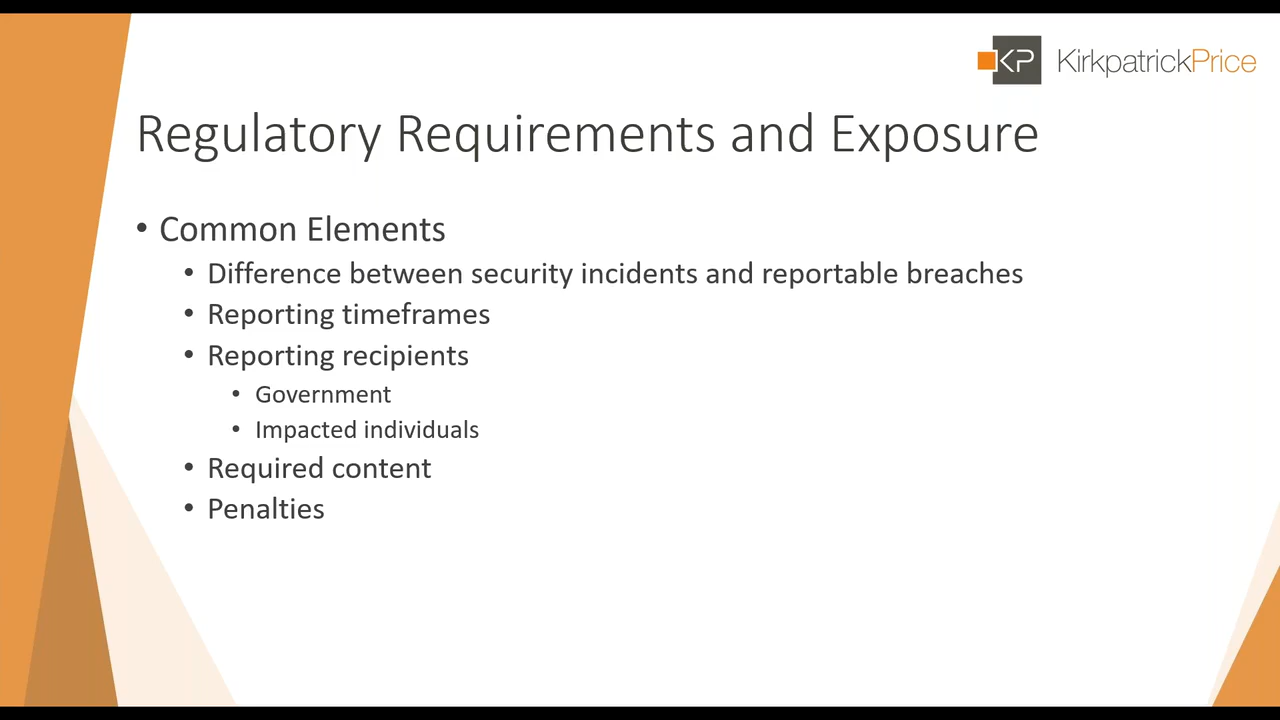 KP KirkpatrickPrice
Regulatory Requirements and Exposure
• Common Elements
• Difference between security incidents and reportable breaches
• Reporting timeframes
• Reporting recipients
• Government
• Impacted individuals
• Required content
• Penalties